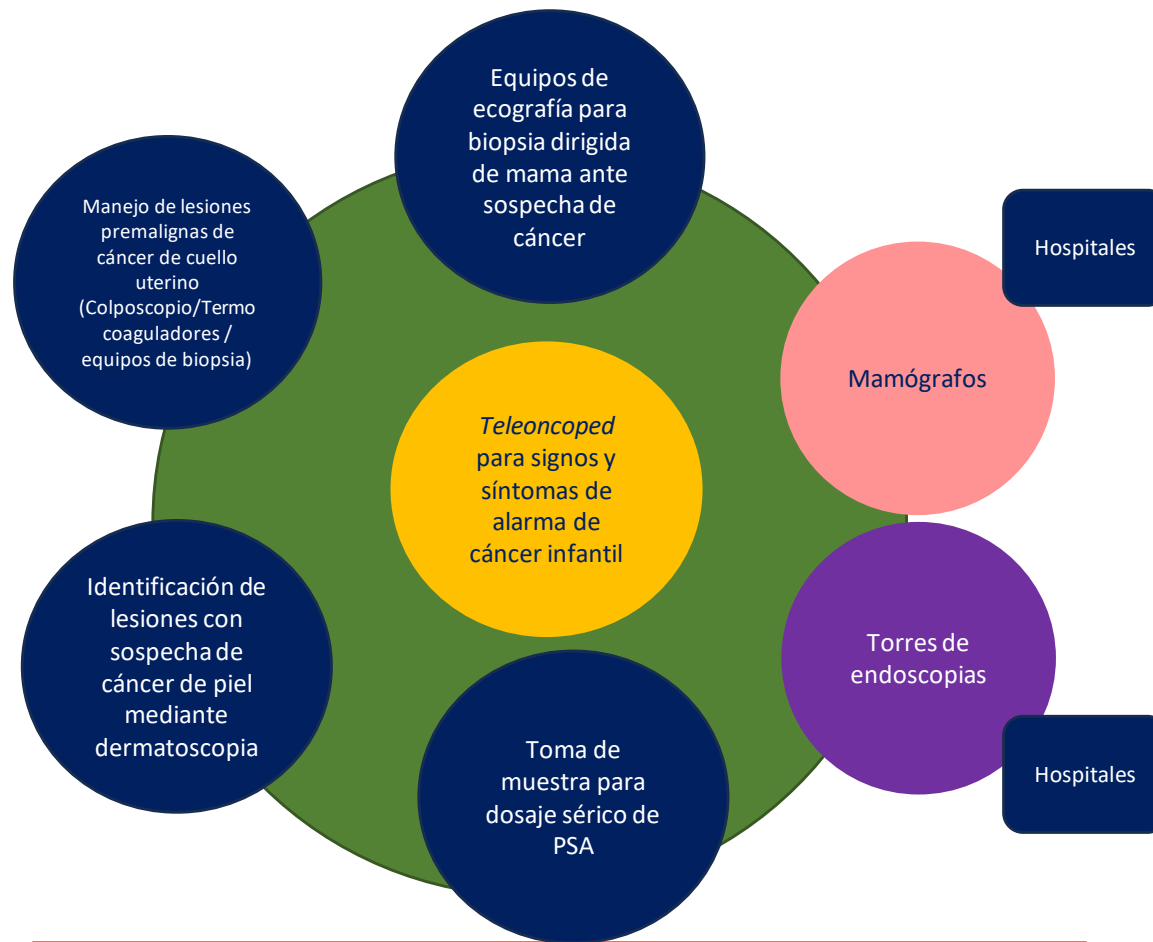 Equipos de
ecografía para
biopsia dirigida
de mama ante
sospecha de
cáncer
Manejo de lesiones
premalignas de
cáncer de cuello
uterino
(Colposcopio/Termo
coaguladores /
equipos de biopsia)
Hospitales
Mamógrafos
Teleoncoped
para signos y
síntomas de
alarma de
cáncer infantil
Identificación de
lesiones con
sospecha de
cáncer de piel
mediante
dermatoscopia
Torres de
endoscopias
Toma de
muestra para
dosaje sérico de
PSA
Hospitales